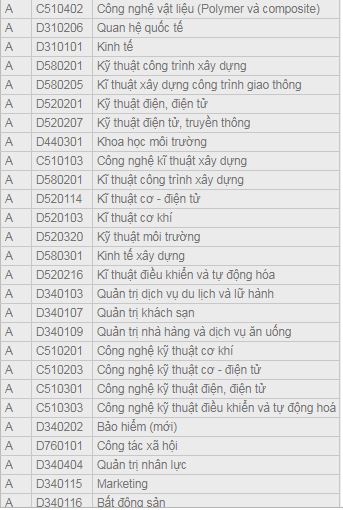 A C510402 Công nghệ vật liệu (Polymer và composite)
A D310206 Quan hệ quốc tế
A D310101 Kinh tế
A D580201 Kỹ thuật công trình xây dựng
A D580205 Kĩ thuật xây dựng công trình giao thông
A D520201 Kỹ thuật điện, điện tử
A D520207 Kỹ thuật điện tử, truyền thông
A D440301 Khoa học môi trường
A C510103 Công nghệ kĩ thuật xây dựng
A D580201 Kĩ thuật công trình xây dựng
A D520114 Kĩ thuật cơ - điện tử
A D520103 Kĩ thuật cơ khí
A D520320 Kỹ thuật môi trường
A D580301 Kinh tế xây dựng
A D520216 Kĩ thuật điều khiển và tự động hóa
A D340103 Quản trị dịch vụ du lịch và lữ hành
A D340107 Quản trị khách sạn
A D340109 Quản trị nhà hàng và dịch vụ ăn uống
A C510201 Công nghệ kỹ thuật cơ khí
A C510203 Công nghệ kỹ thuật cơ - điện tử
A C510301 Công nghệ kỹ thuật điện, điện tử
A C510303 Công nghệ kỹ thuật điều khiển và tự động hoá
A D340202 Bảo hiểm (mới)
A D760101 Công tác xã hội
A D340404 Quản trị nhân lực
A D340115 Marketing
A D340116 Bất động sản